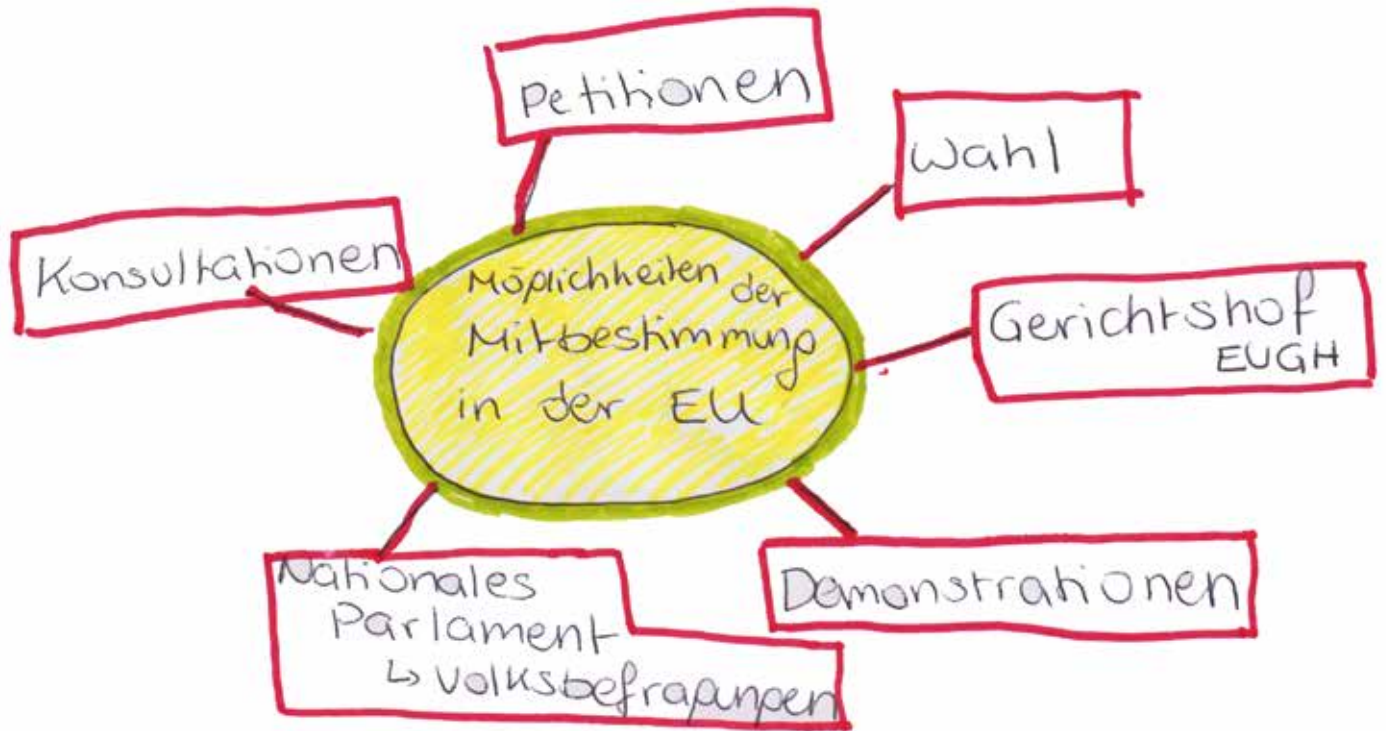 Petitionen
Wahl
Konsultationen
Möglichkeiten der
Mitbestimmung
in der EU
Gerichtshof
EUGH
Nationales
Parlament
↳ Volksbefragungen
Demonstrationen